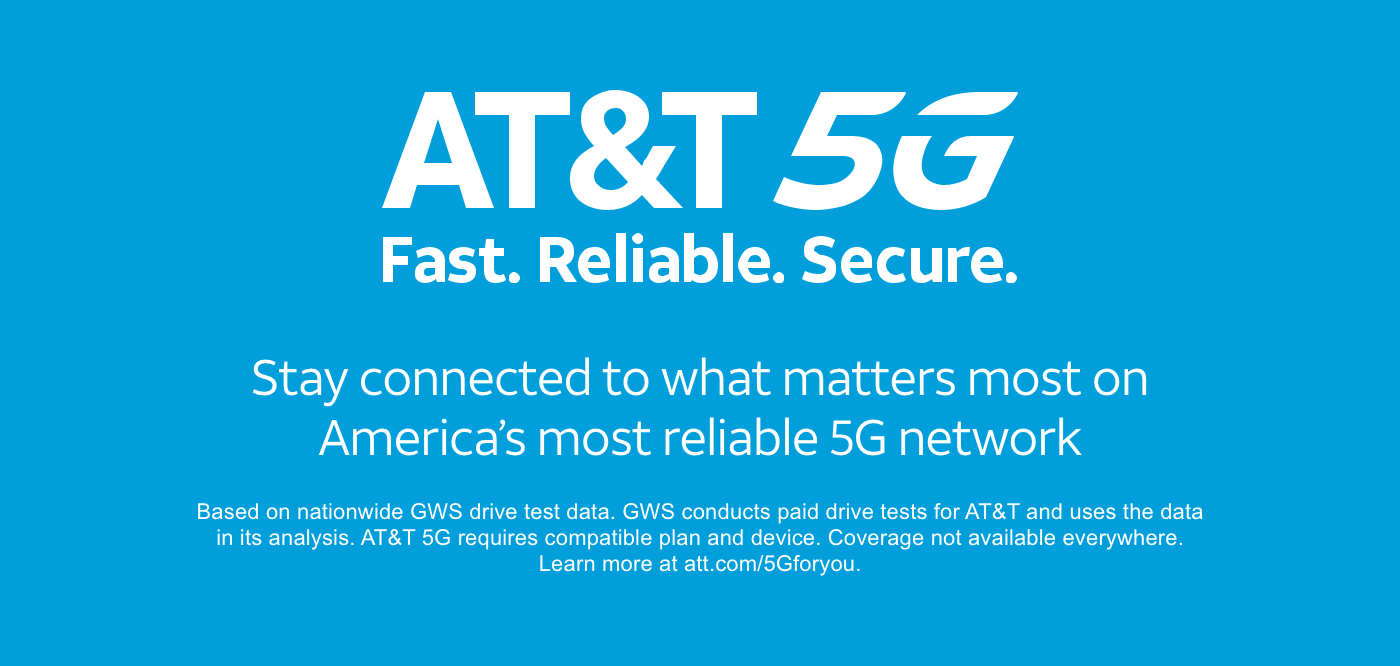 AT&T 5G
Fast. Reliable. Secure.
Stay connected to what matters most on
America’s most reliable 5G network
Based on nationwide GWS drive test data. GWS conducts paid drive tests for AT&T and uses the data
in its analysis. AT&T 5G requires compatible plan and device. Coverage not available everywhere.
Learn more at att.com/5Gforyou.